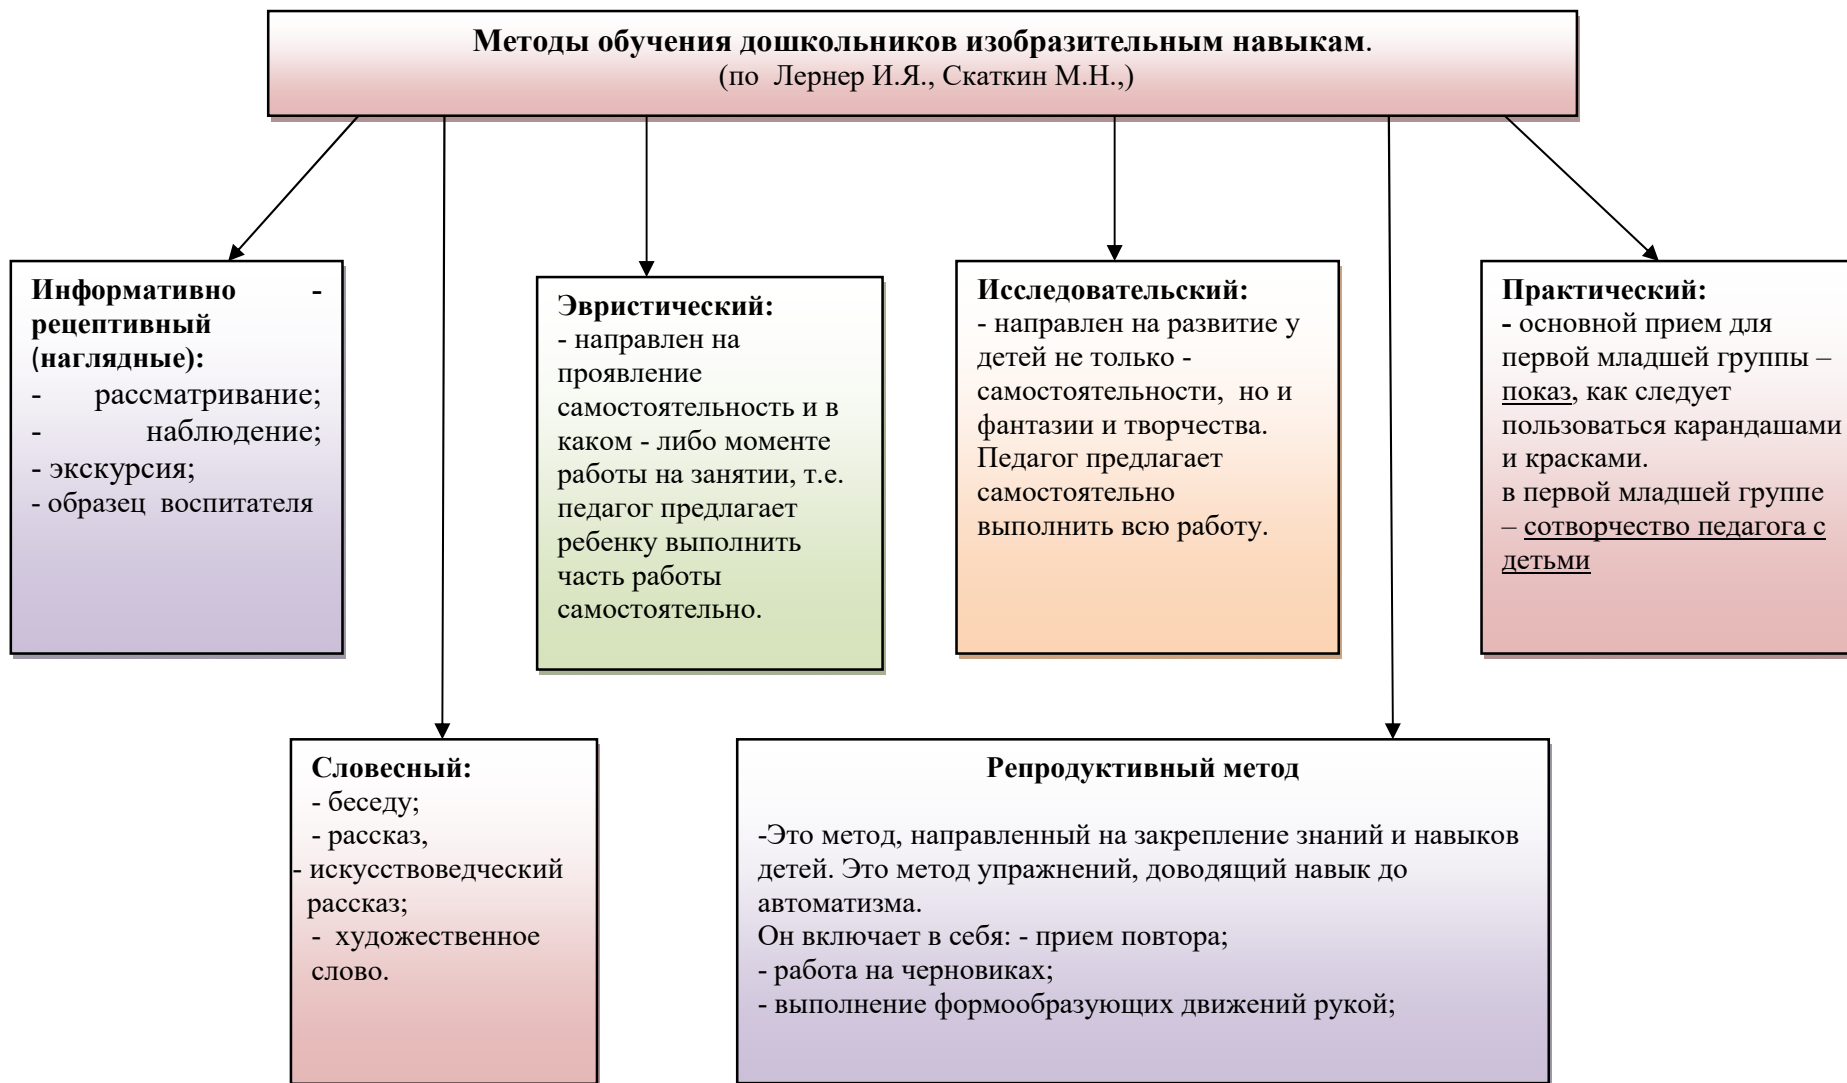 Методы обучения дошкольников изобразительным навыкам.
(по Лернер И.Я., Скаткин М.Н.,)
Информативно -
рецептивный
(наглядные):
- рассматривание;
- наблюдение;
- экскурсия;
- образец воспитателя
Эвристический:
- направлен на
проявление
самостоятельность и в
каком - либо моменте
работы на занятии, т.е.
педагог предлагает
ребенку выполнить
часть работы
самостоятельно.
Исследовательский:
- направлен на развитие у
детей не только -
самостоятельности, но и
фантазии и творчества.
Педагог предлагает
самостоятельно
выполнить всю работу.
Практический:
- основной прием для
первой младшей группы –
показ, как следует
пользоваться карандашами
и красками.
в первой младшей группе
– сотворчество педагога с
детьми
Словесный:
- беседу;
- рассказ,
- искусствоведческий
рассказ;
- художественное
слово.
Репродуктивный метод
-Это метод, направленный на закрепление знаний и навыков
детей. Это метод упражнений, доводящий навык до
автоматизма.
Он включает в себя: - прием повтора;
- работа на черновиках;
- выполнение формообразующих движений рукой;